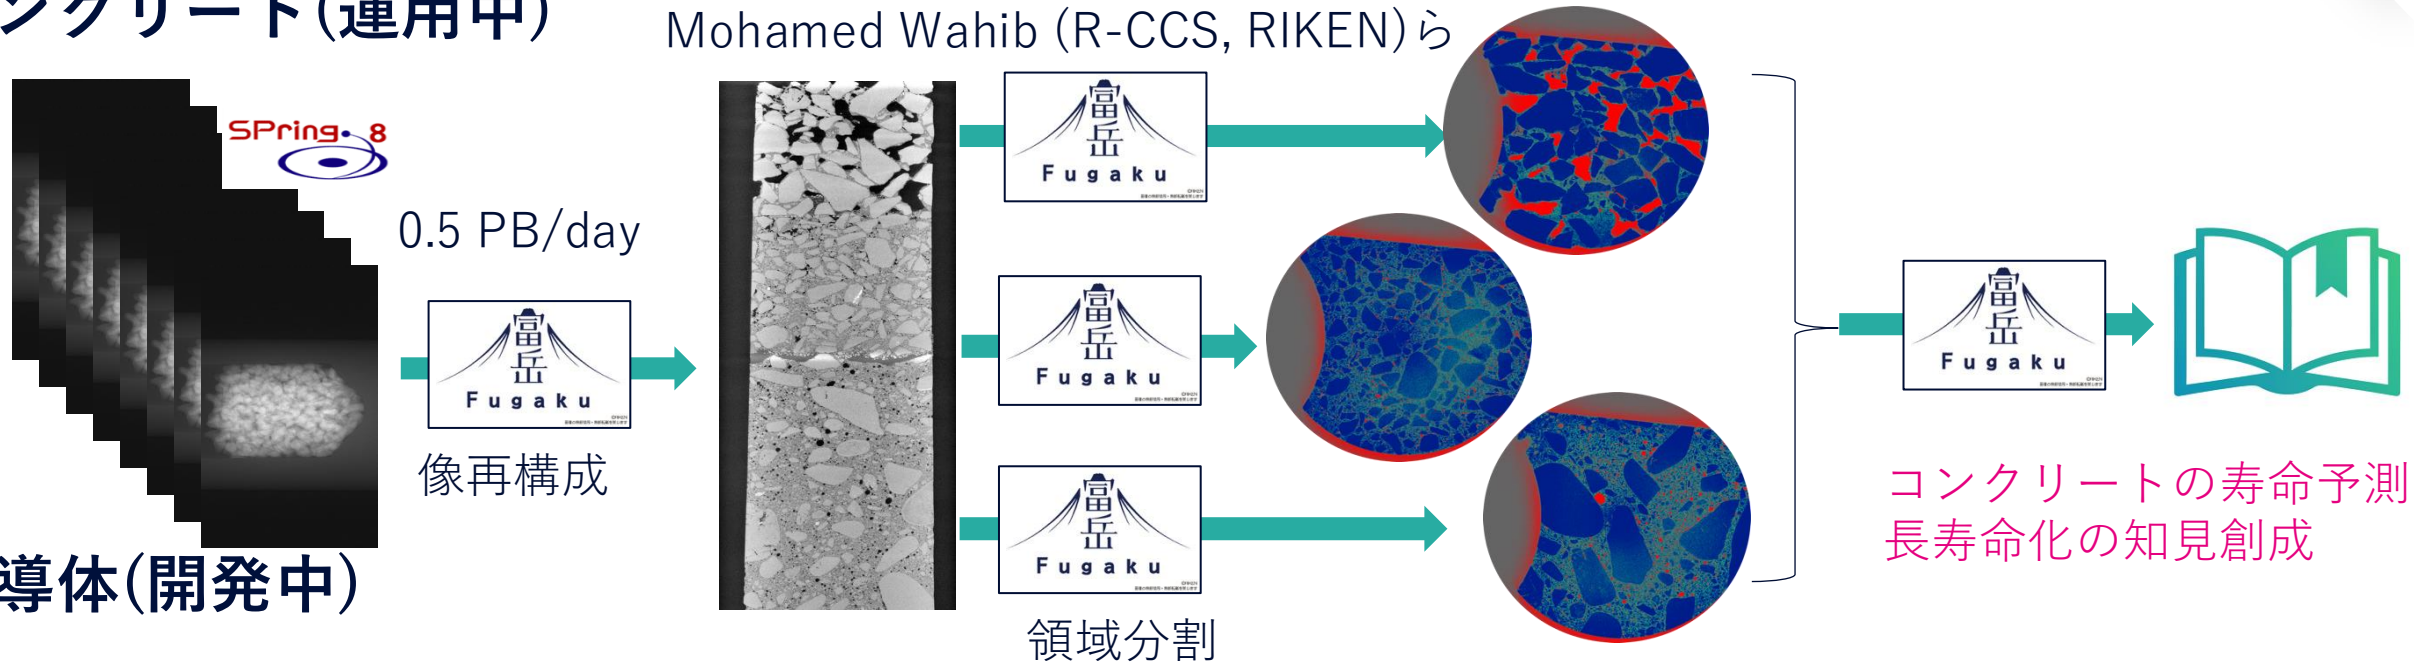 ンクリート(運用中)
Mohamed Wahib (R-CCS, RIKEN)ら
SPring-8
0.5 PB/day
富岳
Fugaku
像再構成
富岳
Fugaku
富岳
Fugaku
富岳
Fugaku
領域分割
富岳
Fugaku
コンクリートの寿命予測
長寿命化の知見創成
導体(開発中)